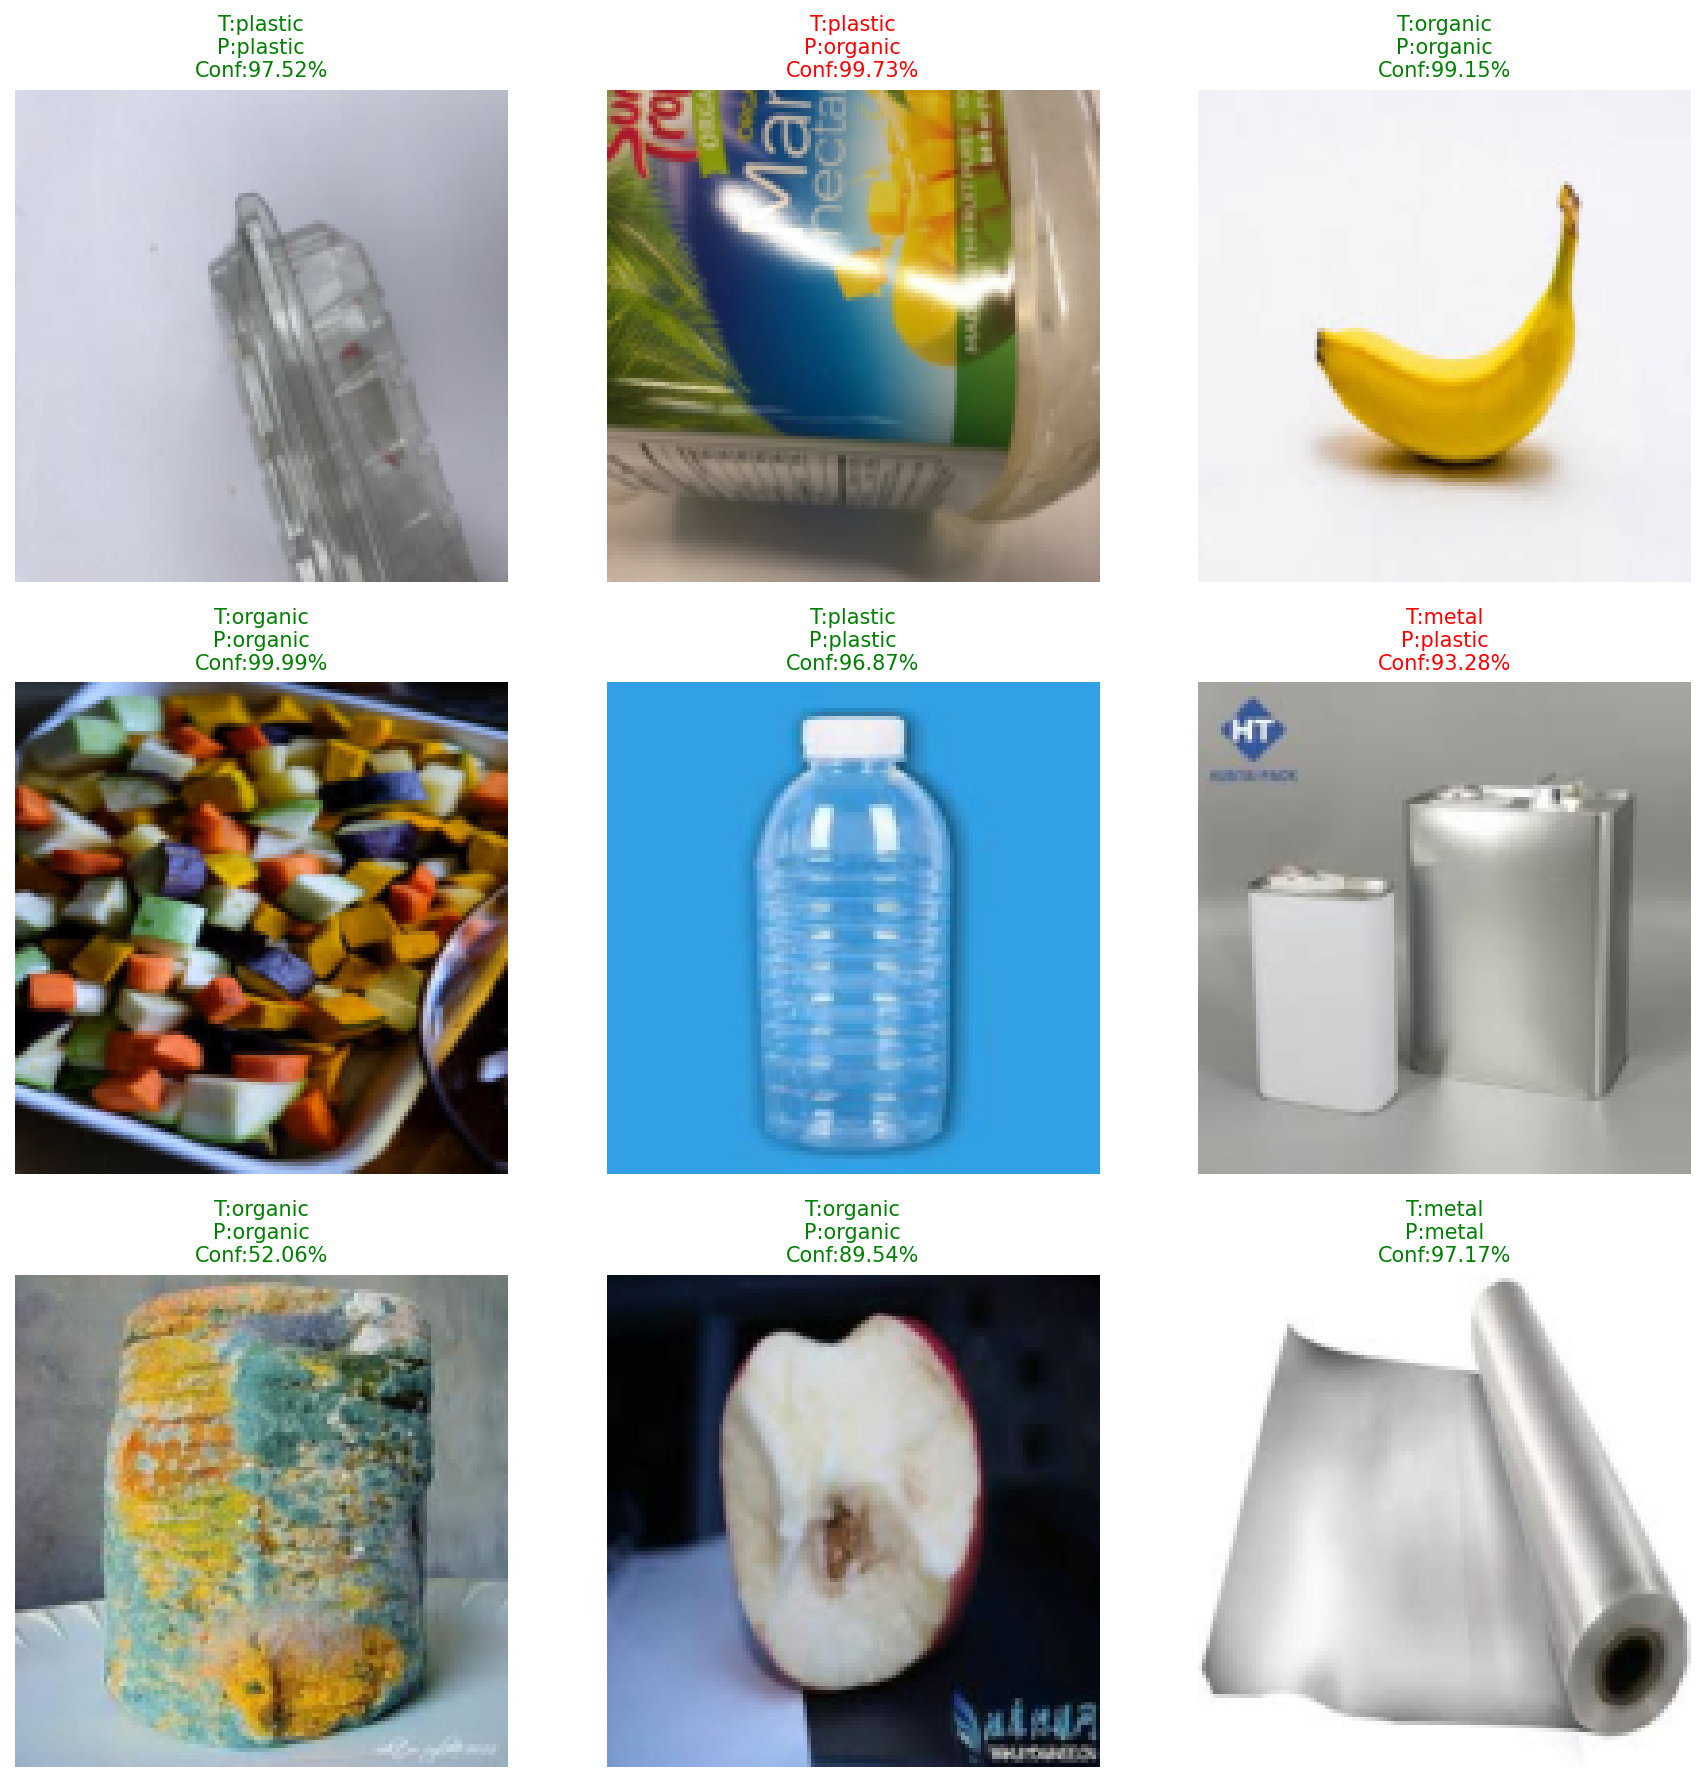 T:plastic
P:plastic
Conf:97.52%
T:plastic
P:organic
Conf:99.73%
Mar
nectar
T:organic
P:organic
Conf:99.15%
T:organic
P:organic
Conf:99.99%
T:plastic
P:plastic
Conf:96.87%
T:metal
P:plastic
Conf:93.28%
HT
T:organic
P:organic
Conf:52.06%
T:organic
P:organic
Conf:89.54%
T:metal
P:metal
Conf:97.17%